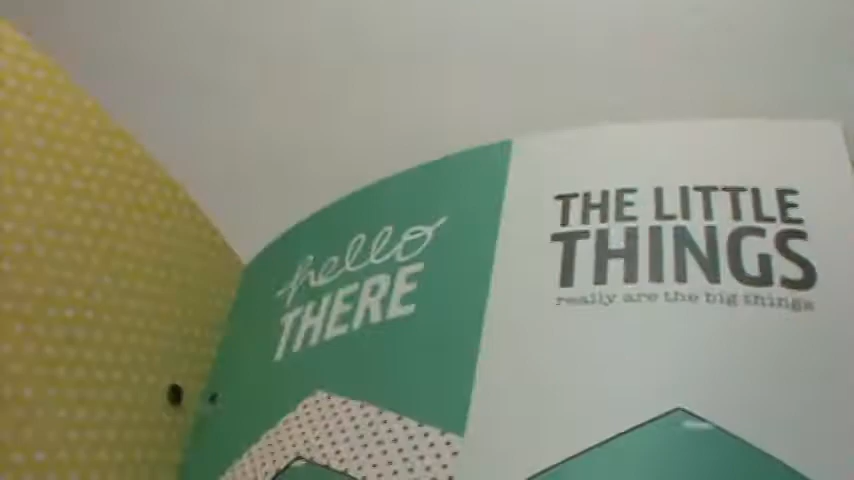 hello
THERE
THE LITTLE
THINGS
really are the big things